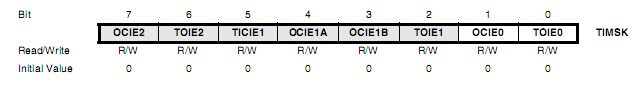 Bit 7 6 5 4 3 2 1 0
OCIE2 TOIE2 TICIE1 OCIE1A OCIE1B TOIE1 OCIE0 TOIE0 TIMSK
Read/Write R/W R/W R/W R/W R/W R/W R/W R/W
Initial Value 0 0 0 0 0 0 0 0